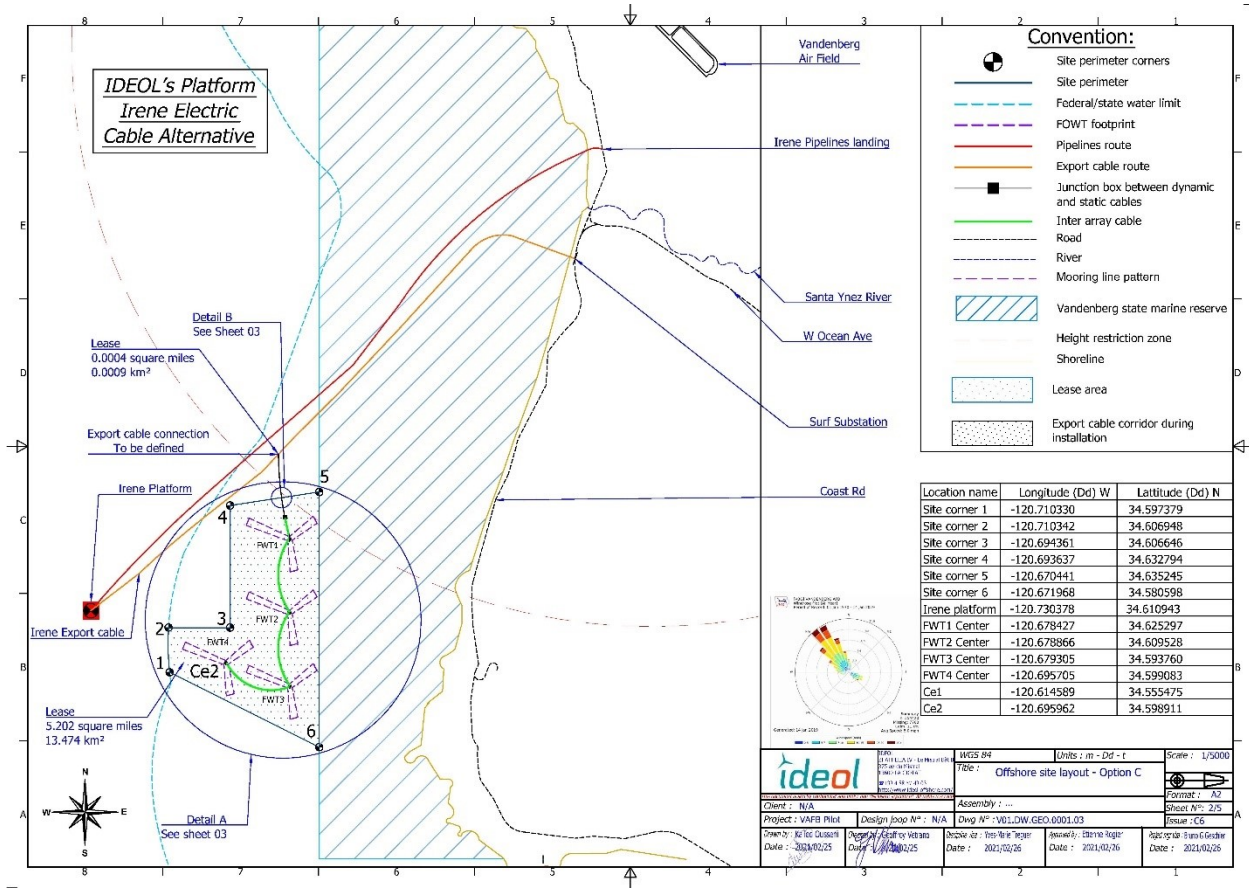 8
7
6
5
4
3
2
1
IDEOL's Platform
Irene Electric
Cable Alternative
Vandenberg
Air Field
Irene Pipelines landing
Santa Ynez River
W Ocean Ave
Surf Substation
Coast Rd
Detail B
See Sheet 03
Lease
0.0004 square miles
0.0009 km²
Export cable connection
To be defined
Irene Platform
Irene Export cable
4
5
FWT1
3
2
FWT2
FWT4
1
Ce2
FWT3
6
Lease
5.202 square miles
13.474 km²
Detail A
See sheet 03
N
W
E
S
Convention:
Site perimeter corners
Site perimeter
Federal/state water limit
FOWT footprint
Pipelines route
Export cable route
Junction box between dynamic
and static cables
Inter array cable
Road
River
Mooring line pattern
Vandenberg state marine reserve
Height restriction zone
Shoreline
Lease area
Export cable corridor during
installation
Location name Longitude (Dd) W Lattitude (Dd) N
Site corner 1 -120.710330 34.597379
Site corner 2 -120.710342 34.606948
Site corner 3 -120.694361 34.606646
Site corner 4 -120.693637 34.632794
Site corner 5 -120.670441 34.635245
Site corner 6 -120.671968 34.580598
Irene platform -120.730378 34.610943
FWT1 Center -120.678427 34.625297
FWT2 Center -120.678866 34.609528
FWT3 Center -120.679305 34.593760
FWT4 Center -120.695705 34.599083
Ce1 -120.614589 34.555475
Ce2 -120.695962 34.598911
ideol
WGS 84
Units : m - Dd - t
Scale : 1/5000
Title :
Offshore site layout - Option C
Format : A2
Client : N/A
Assembly : ...
Sheet N°: 2/5
Project : VAFB Pilot
Design loop N° : N/A
Dwg N° : V01.DW.GEO.0001.03
Issue : C6
Date : 2021/02/25
Date :
Date : 2021/02/26
Date : 2021/02/26
Date : 2021/02/26
F
E
D
C
B
A
F
E
D
C
B
A
8
7
6
5
4
3
2
1